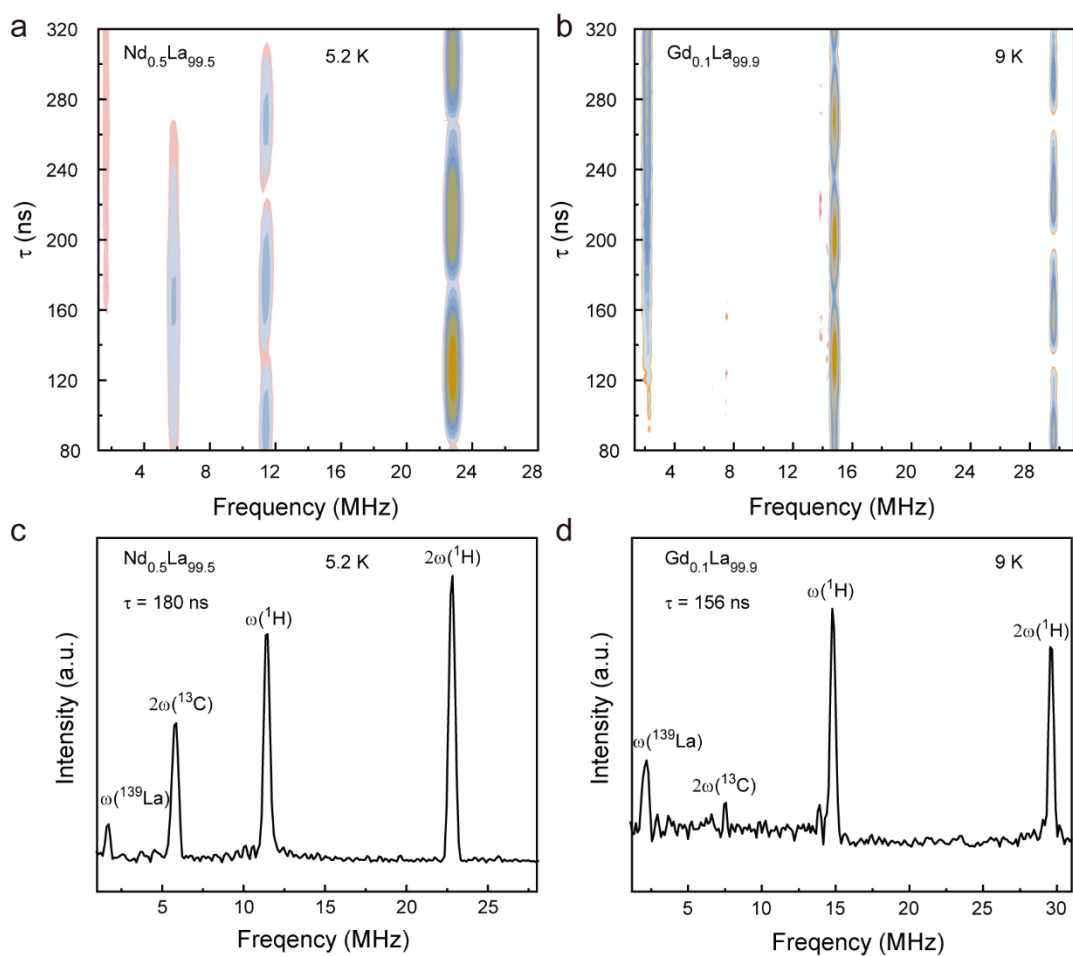 a
Nd₀.₅La₉₉.₅ 5.2 K
320
280
240
200
160
120
80
τ (ns)
4 8 12 16 20 24 28
Frequency (MHz)
b
Gd₀.₁La₉₉.₉ 9 K
320
280
240
200
160
120
80
τ (ns)
4 8 12 16 20 24 28
Frequency (MHz)
c
Nd₀.₅La₉₉.₅ 5.2 K
τ = 180 ns
2ω(¹H)
ω(¹H)
2ω(¹³C)
ω(¹³⁹La)
Intensity (a.u.)
5 10 15 20 25
Freqency (MHz)
d
Gd₀.₁La₉₉.₉ 9 K
τ = 156 ns
ω(¹H)
2ω(¹H)
ω(¹³⁹La)
2ω(¹³C)
Intensity (a.u.)
5 10 15 20 25 30
Freqency (MHz)